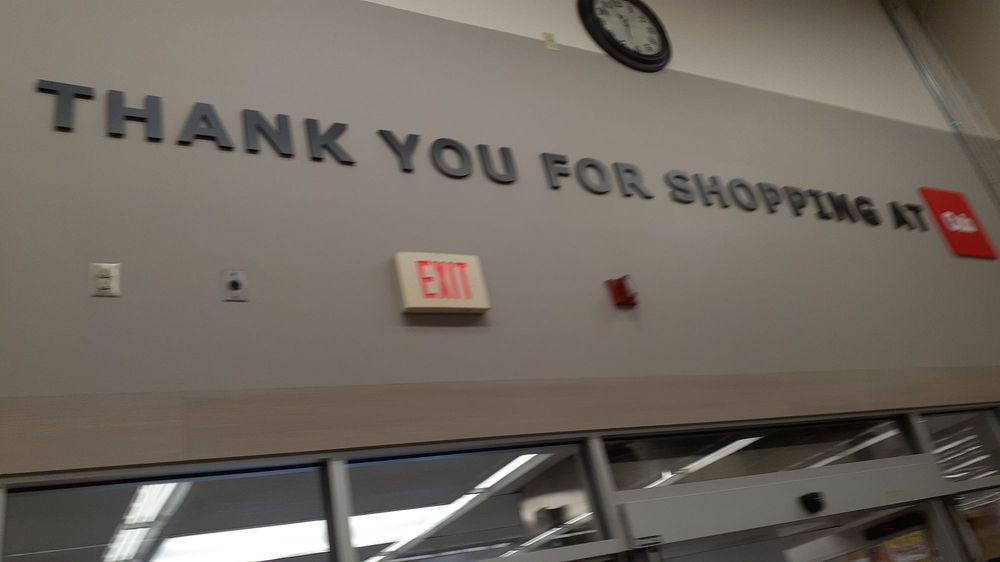 THANK YOU FOR SHOPPING AT
EXIT